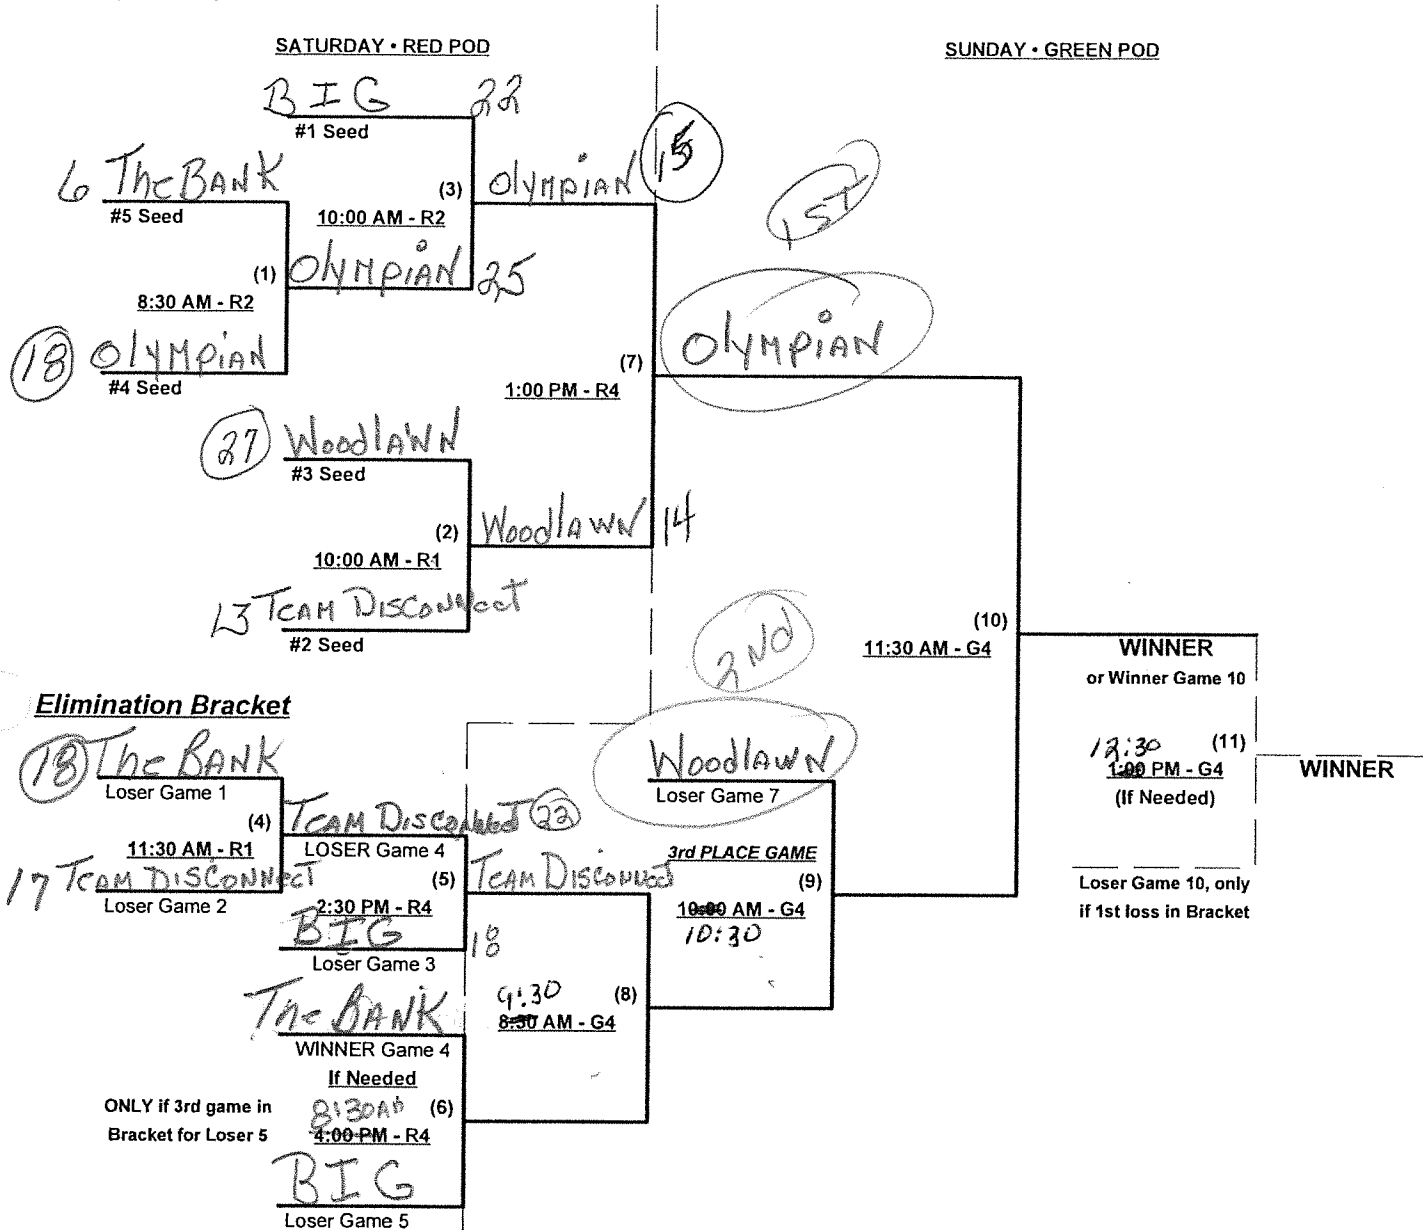 SATURDAY • RED POD
SUNDAY • GREEN POD
BIG 22
#1 Seed
6 The BANK
#5 Seed
(3)
10:00 AM - R2
Olympian 15
1ST
(1)
8:30 AM - R2
Olympian 25
18 Olympian
#4 Seed
(7)
1:00 PM - R4
Olympian
27 Woodlawn
#3 Seed
(2)
10:00 AM - R1
Woodlawn 14
13 Team Disconnect
#2 Seed
2ND
(10)
11:30 AM - G4
WINNER
or Winner Game 10
Elimination Bracket
18 The BANK
Loser Game 1
Woodlawn
Loser Game 7
12:30 (11)
1:00 PM - G4
(If Needed)
WINNER
(4)
11:30 AM - R1
Team Disconnect 22
LOSER Game 4
17 Team Disconnect
Loser Game 2
3rd PLACE GAME
(9)
10:00 AM - G4
10:30
Loser Game 10, only
if 1st loss in Bracket
(5)
2:30 PM - R4
Team Disconnect
BIG 18
Loser Game 3
The BANK
WINNER Game 4
9:30 (8)
8:30 AM - G4
If Needed
ONLY if 3rd game in
Bracket for Loser 5
8:30AM (6)
4:00 PM - R4
BIG
Loser Game 5